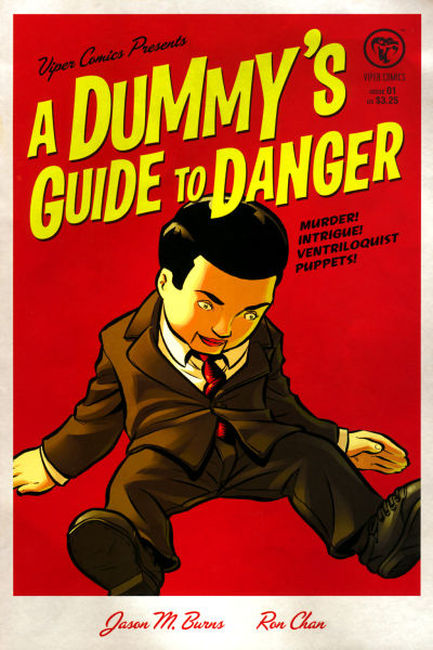 Viper Comics Presents
A DUMMY'S
GUIDE TO DANGER
VIPER COMICS
ISSUE 01
US $3.25
MURDER!
INTRIGUE!
VENTRILOQUIST
PUPPETS!
Jason M. Burns Ron Chan